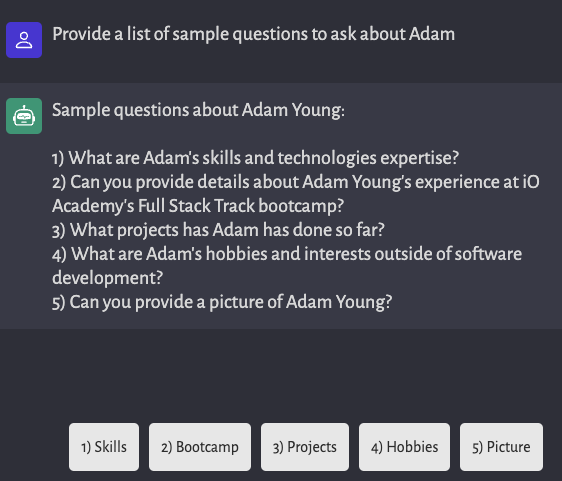 Provide a list of sample questions to ask about Adam
Sample questions about Adam Young:
1) What are Adam's skills and technologies expertise?
2) Can you provide details about Adam Young's experience at iO
Academy's Full Stack Track bootcamp?
3) What projects has Adam has done so far?
4) What are Adam's hobbies and interests outside of software
development?
5) Can you provide a picture of Adam Young?
1) Skills
2) Bootcamp
3) Projects
4) Hobbies
5) Picture